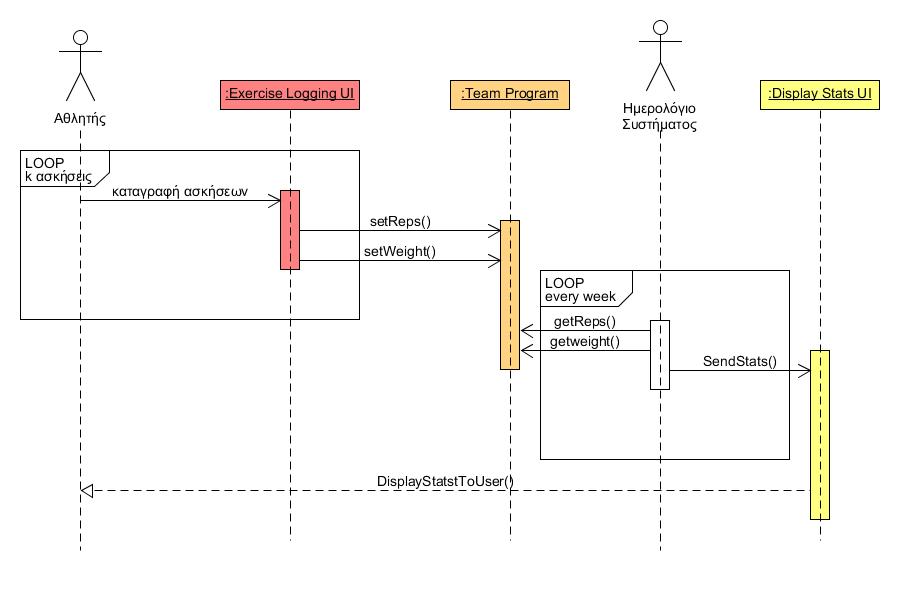 Αθλητής
:Exercise Logging UI
:Team Program
Ημερολόγιο
Συστήματος
:Display Stats UI
LOOP
k ασκήσεις
καταγραφή ασκήσεων
setReps()
setWeight()
LOOP
every week
getReps()
getweight()
SendStats()
DisplayStatstToUser()